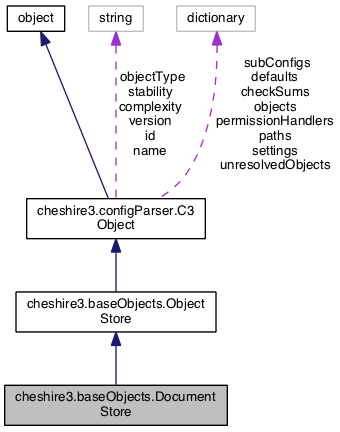 object
string
dictionary
objectType
stability
complexity
version
id
name
subConfigs
defaults
checkSums
objects
permissionHandlers
paths
settings
unresolvedObjects
cheshire3.configParser.C3
Object
cheshire3.baseObjects.Object
Store
cheshire3.baseObjects.Document
Store